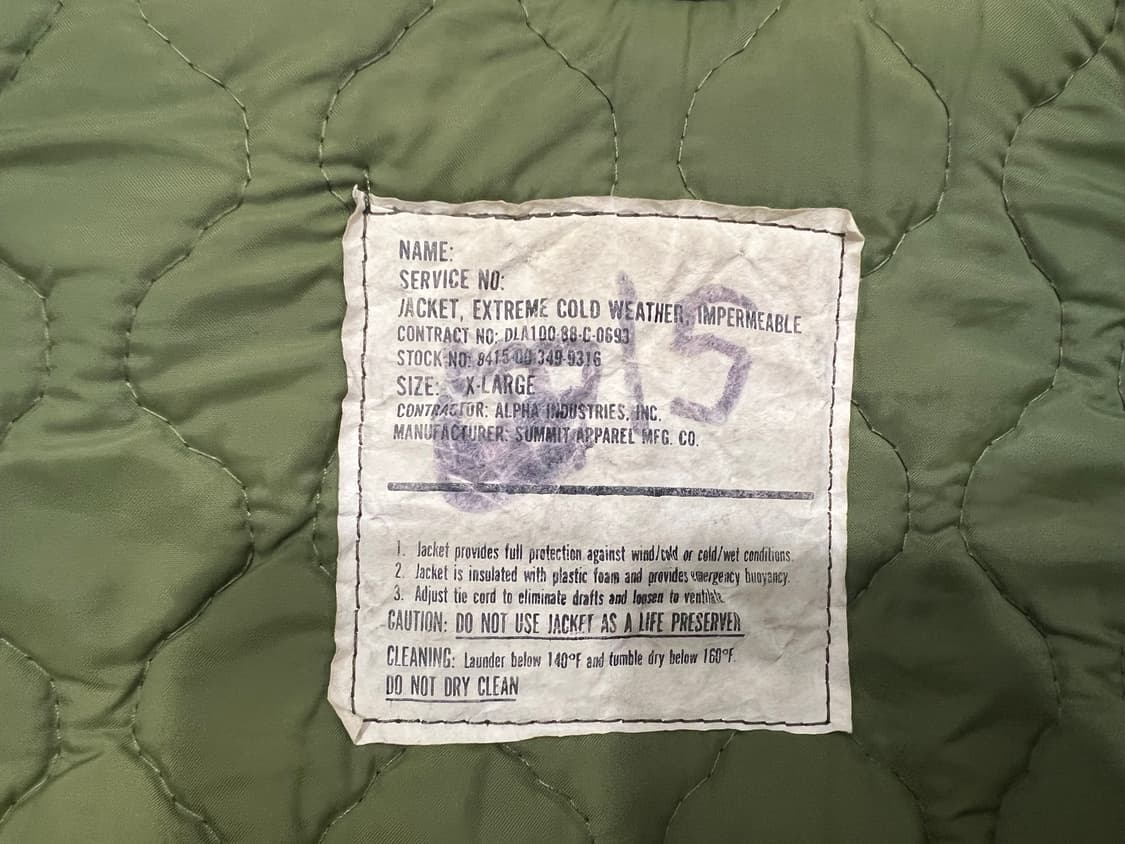 NAME:
SERVICE NO:
JACKET, EXTREME COLD WEATHER, IMPERMEABLE
CONTRACT NO: DLA100-88-C-0693
STOCK NO: 8415-00-349-9316
SIZE: X-LARGE
CONTRACTOR: ALPHA INDUSTRIES, INC.
MANUFACTURER: SUMMIT APPAREL MFG. CO.
15
1. Jacket provides full protection against wind/cold or cold/wet conditions.
2. Jacket is insulated with plastic foam and provides emergency buoyancy.
3. Adjust tie cord to eliminate drafts and loosen to ventilate.
CAUTION: DO NOT USE JACKET AS A LIFE PRESERVER
CLEANING: Launder below 140°F and tumble dry below 160°F.
DO NOT DRY CLEAN